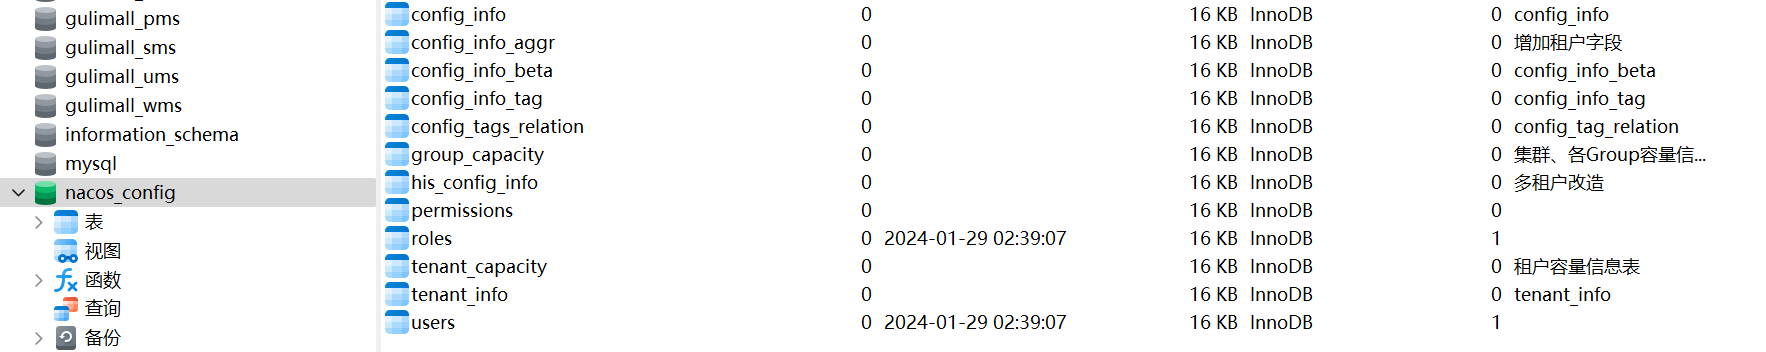 gulimall_pms
gulimall_sms
gulimall_ums
gulimall_wms
information_schema
mysql
nacos_config
表
视图
函数
查询
备份
config_info 0 16 KB InnoDB 0 config_info
config_info_aggr 0 16 KB InnoDB 0 增加租户字段
config_info_beta 0 16 KB InnoDB 0 config_info_beta
config_info_tag 0 16 KB InnoDB 0 config_info_tag
config_tags_relation 0 16 KB InnoDB 0 config_tag_relation
group_capacity 0 16 KB InnoDB 0 集群、各Group容量信...
his_config_info 0 16 KB InnoDB 0 多租户改造
permissions 0 16 KB InnoDB 0
roles 0 2024-01-29 02:39:07 16 KB InnoDB 1
tenant_capacity 0 16 KB InnoDB 0 租户容量信息表
tenant_info 0 16 KB InnoDB 0 tenant_info
users 0 2024-01-29 02:39:07 16 KB InnoDB 1